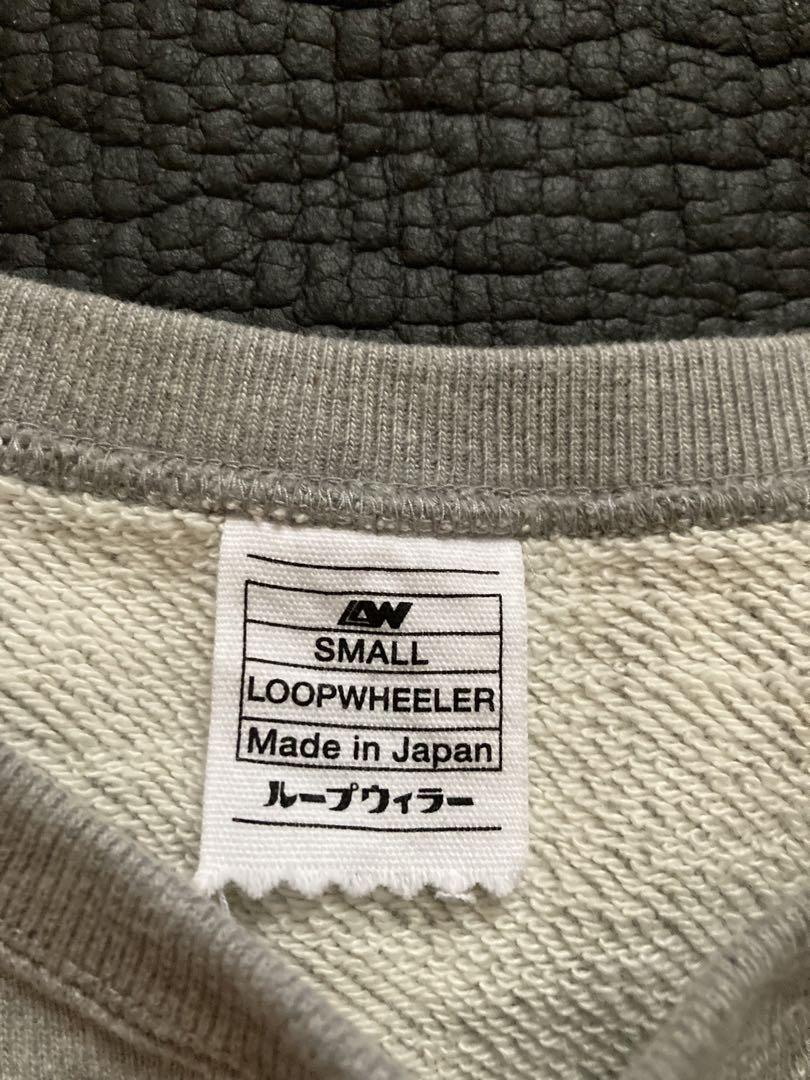 LW
SMALL
LOOPWHEELER
Made in Japan
ループウィラー